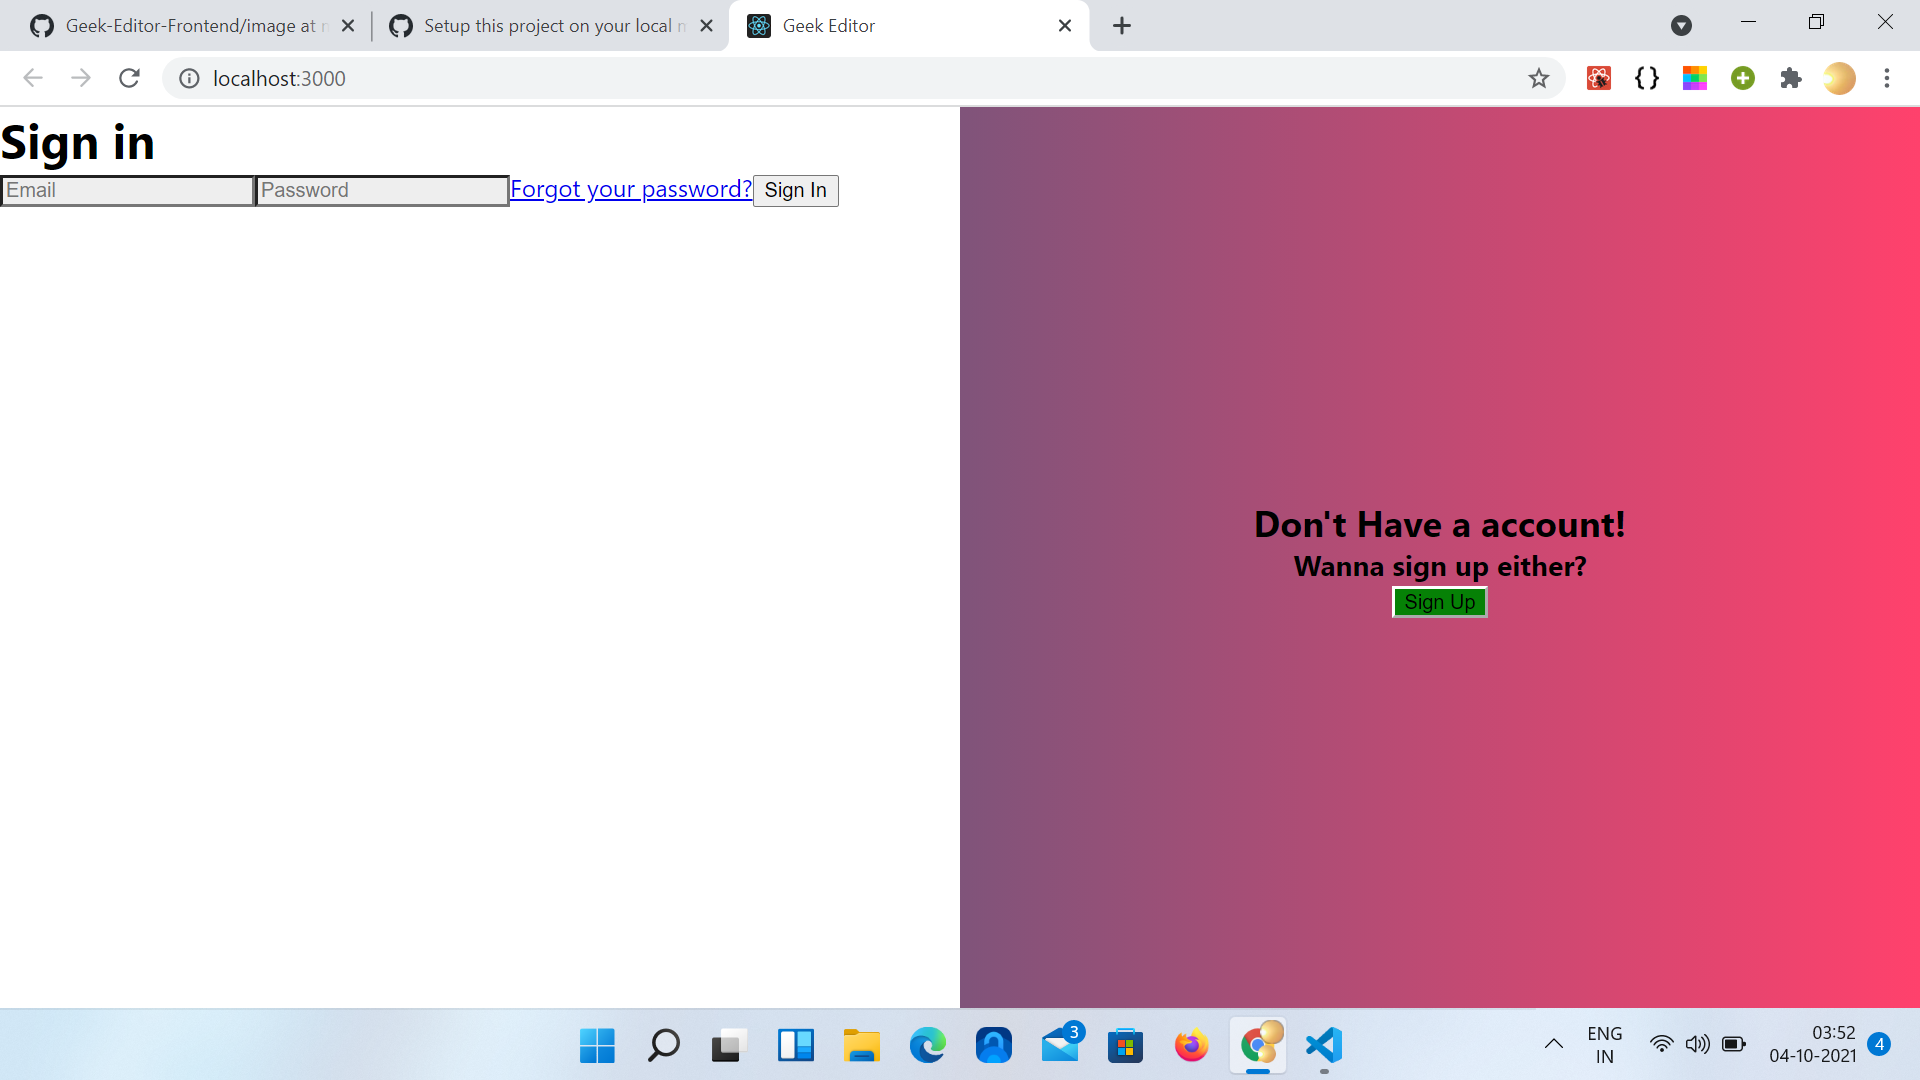 Geek-Editor-Frontend/image at
Setup this project on your local
Geek Editor
localhost:3000
Sign in
Email
Password
Forgot your password?
Sign In
Don't Have a account!
Wanna sign up either?
Sign Up
3
ENG
IN
03:52
04-10-2021
4